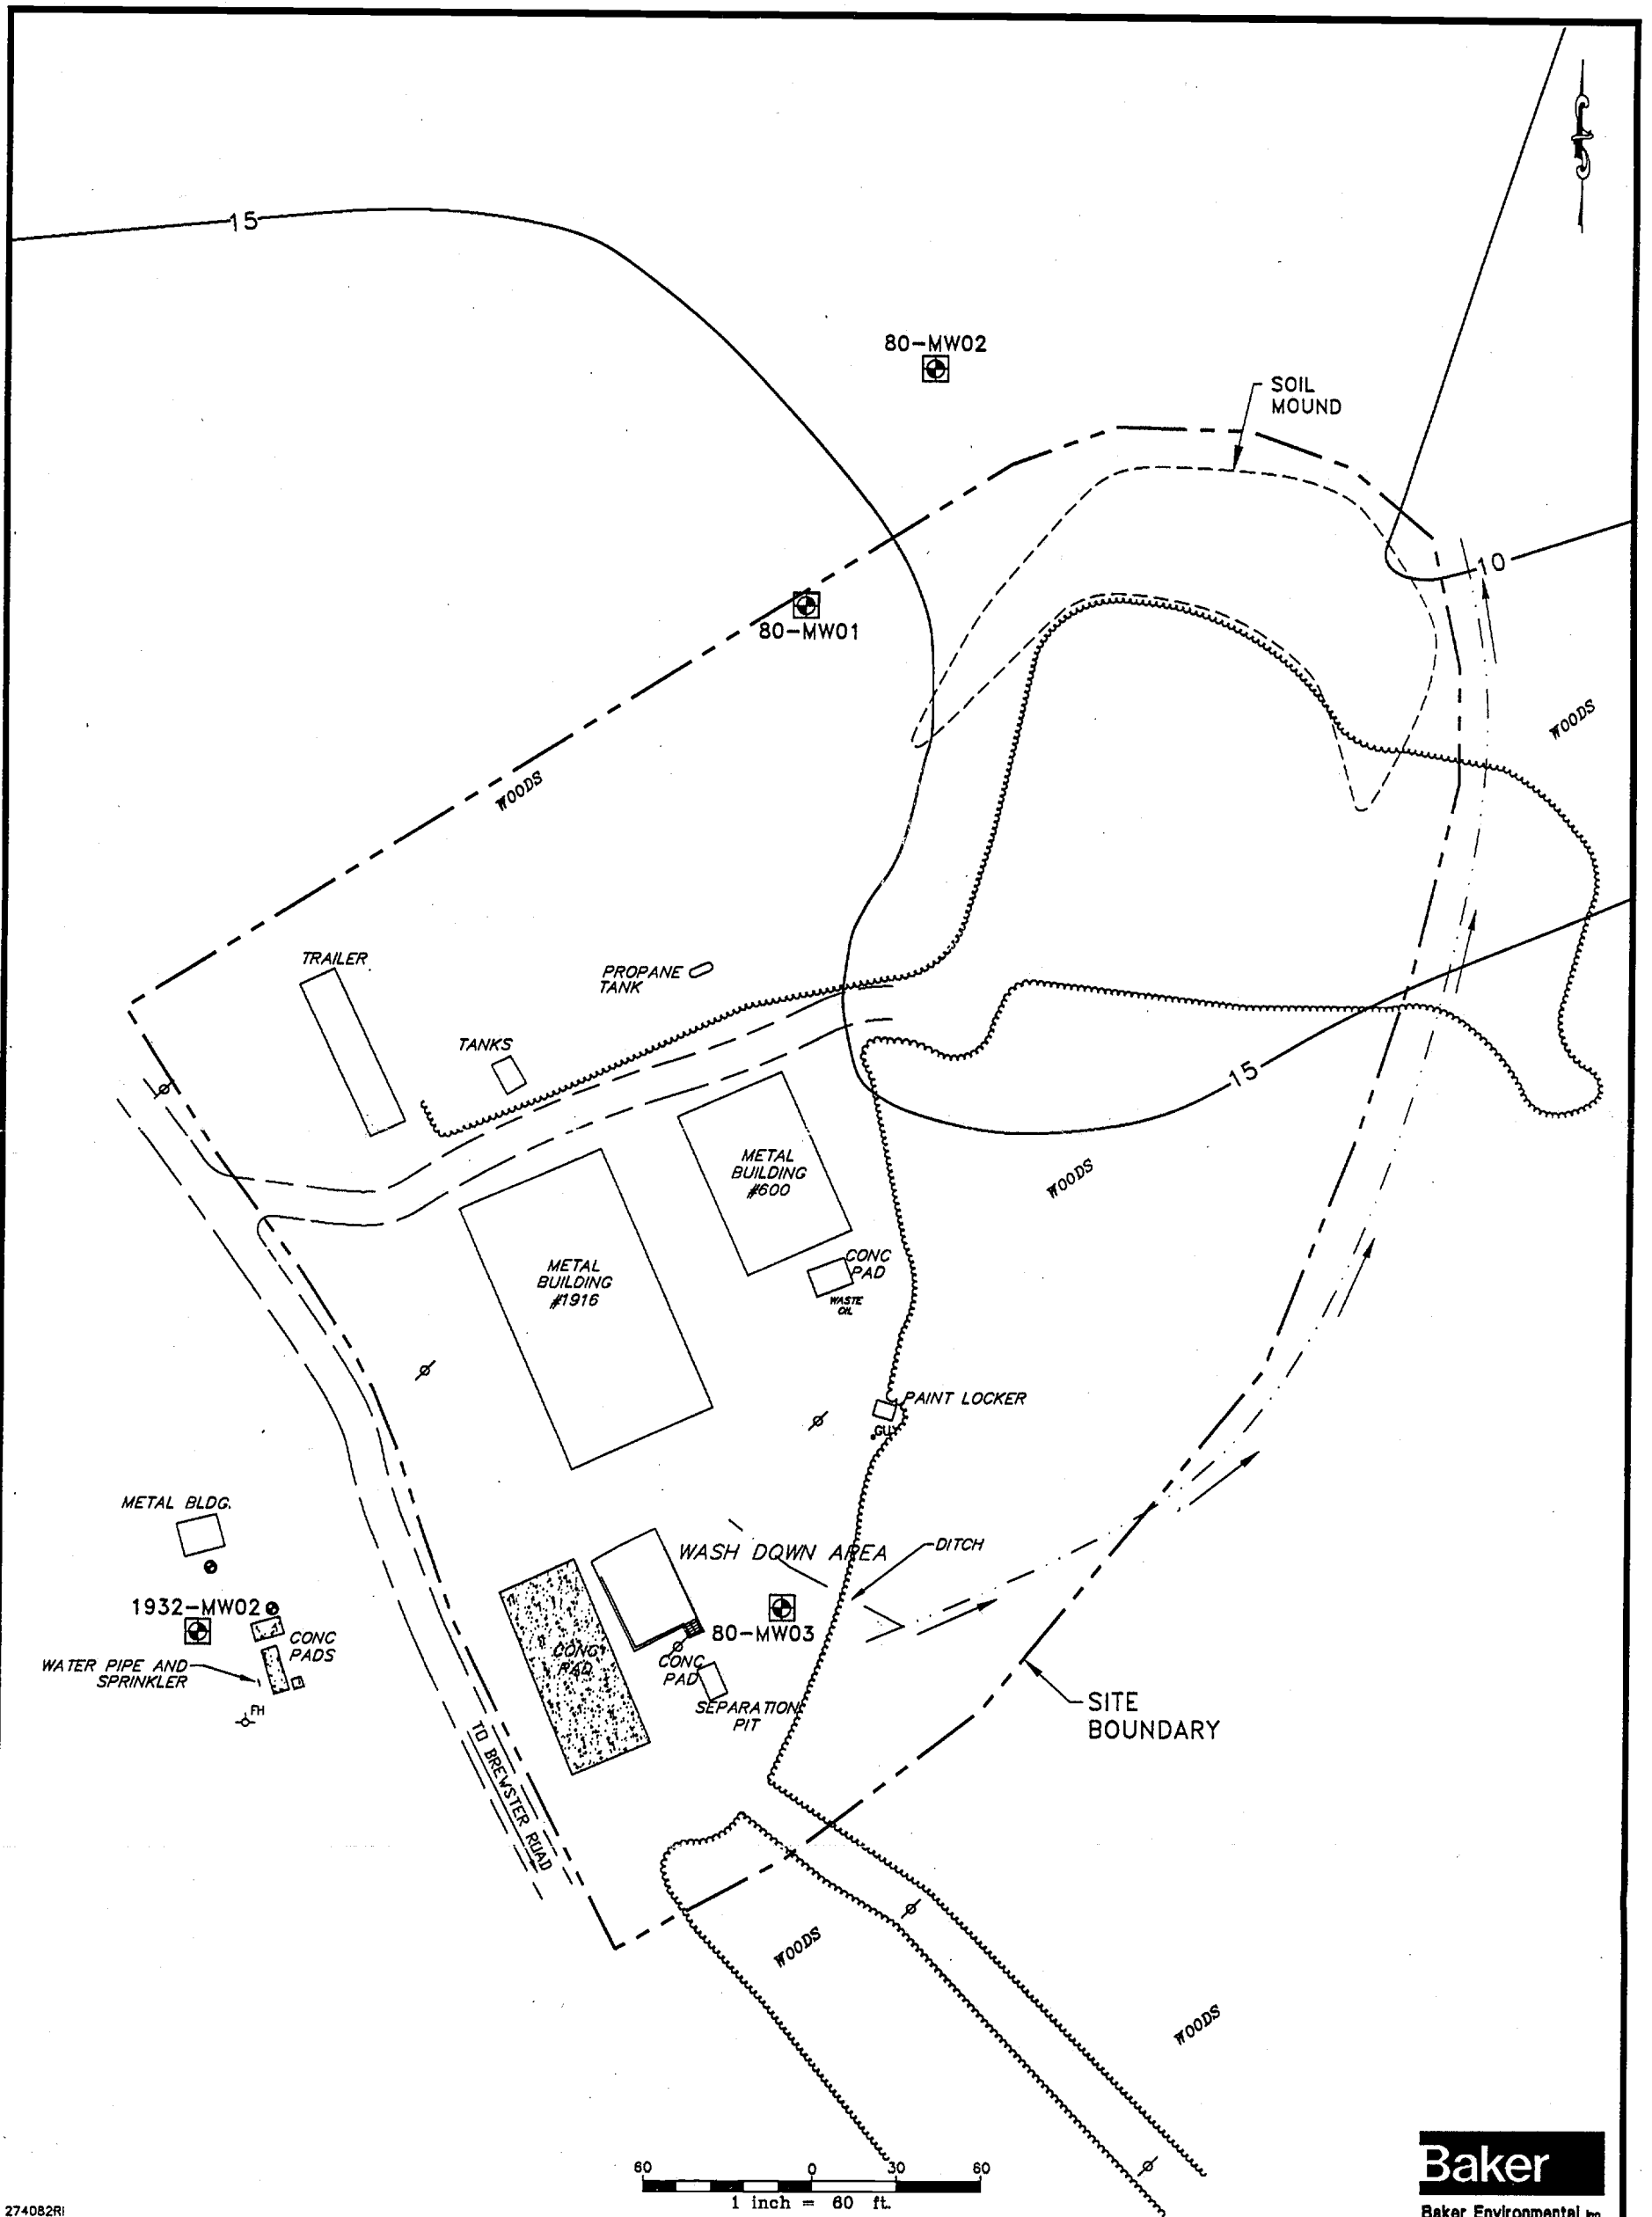 15
80-MW02
SOIL
MOUND
10
80-MW01
WOODS
WOODS
TRAILER
PROPANE
TANK
TANKS
15
METAL
BUILDING
#600
WOODS
CONC
PAD
METAL
BUILDING
#1916
WASTE
OIL
PAINT LOCKER
GUY
METAL BLDG.
WASH DOWN AREA
DITCH
1932-MW02
80-MW03
CONC
PADS
CONC
PAD
CONC
PAD
WATER PIPE AND
SPRINKLER
SEPARATION
PIT
FH
SITE
BOUNDARY
TO BREWSTER ROAD
WOODS
WOODS
60 0 30 60
1 inch = 60 ft.
Baker
Baker Environmental, Inc.
274082RI